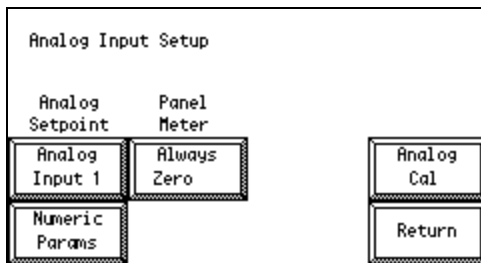 Analog Input Setup
Analog Panel
Setpoint Meter
Analog Always Analog
Input 1 Zero Cal
Numeric Return
Params